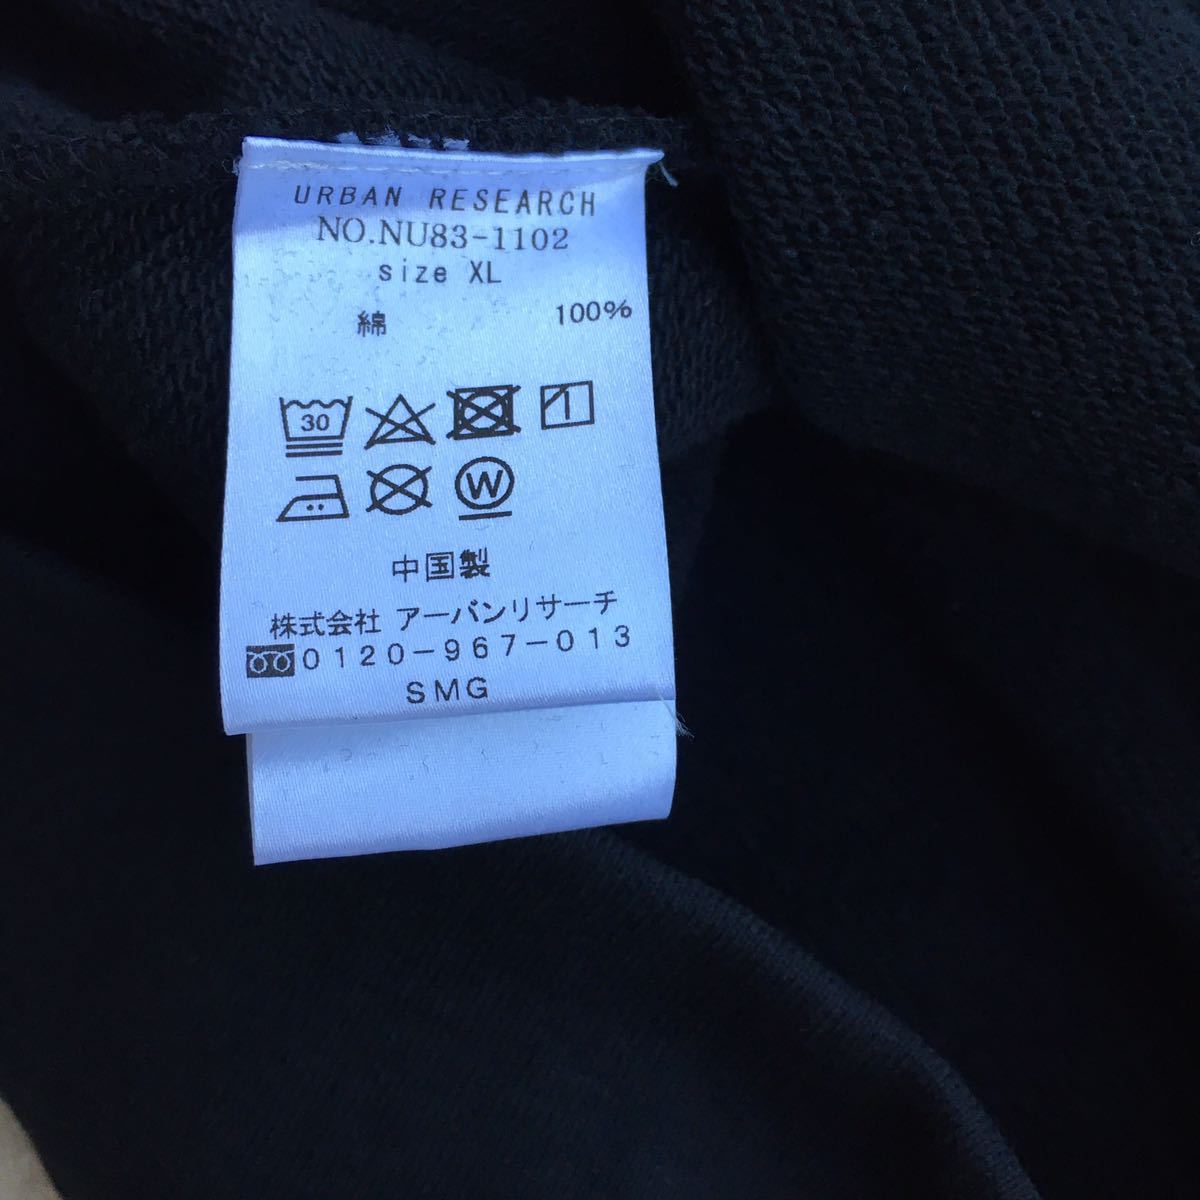 URBAN RESEARCH
NO.NU83-1102
size XL
綿 100%
30
W
中国製
株式会社 アーバンリサーチ
0120-967-013
SMG